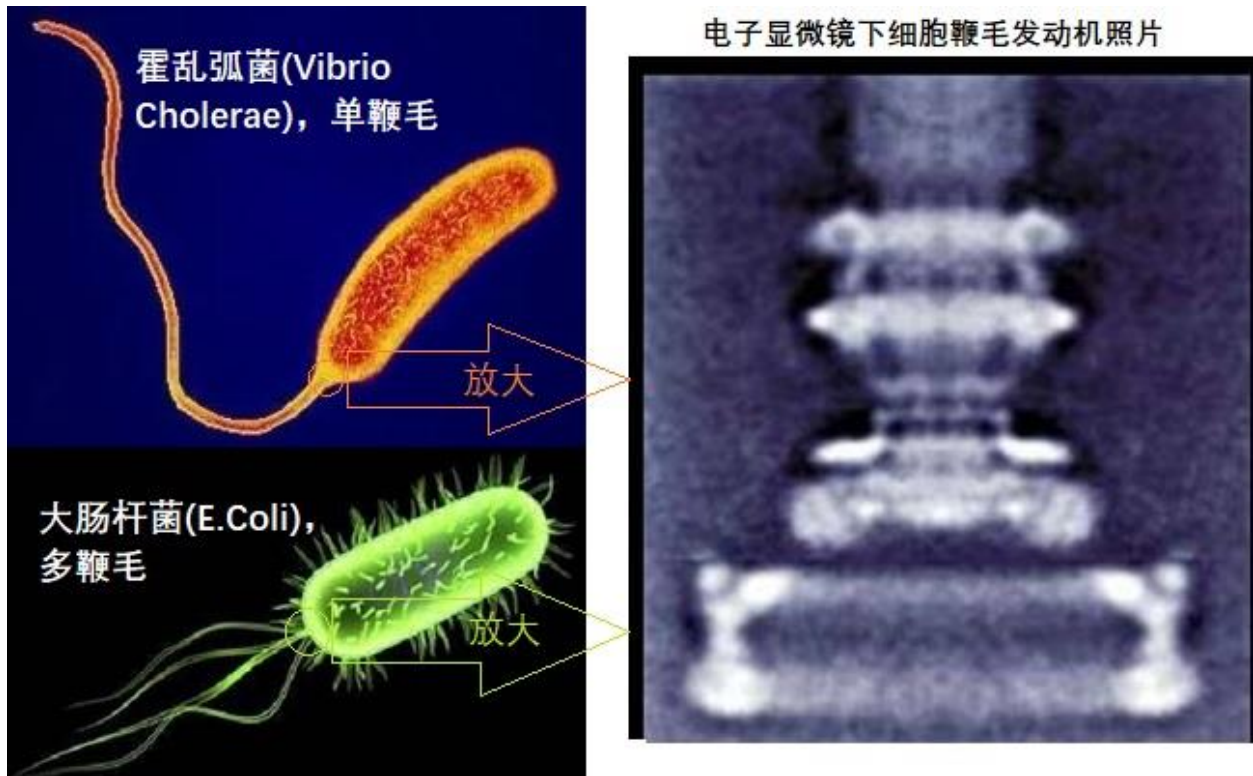 霍乱弧菌(Vibrio
Cholerae)，单鞭毛
电子显微镜下细胞鞭毛发动机照片
放大
大肠杆菌(E.Coli)，
多鞭毛
放大